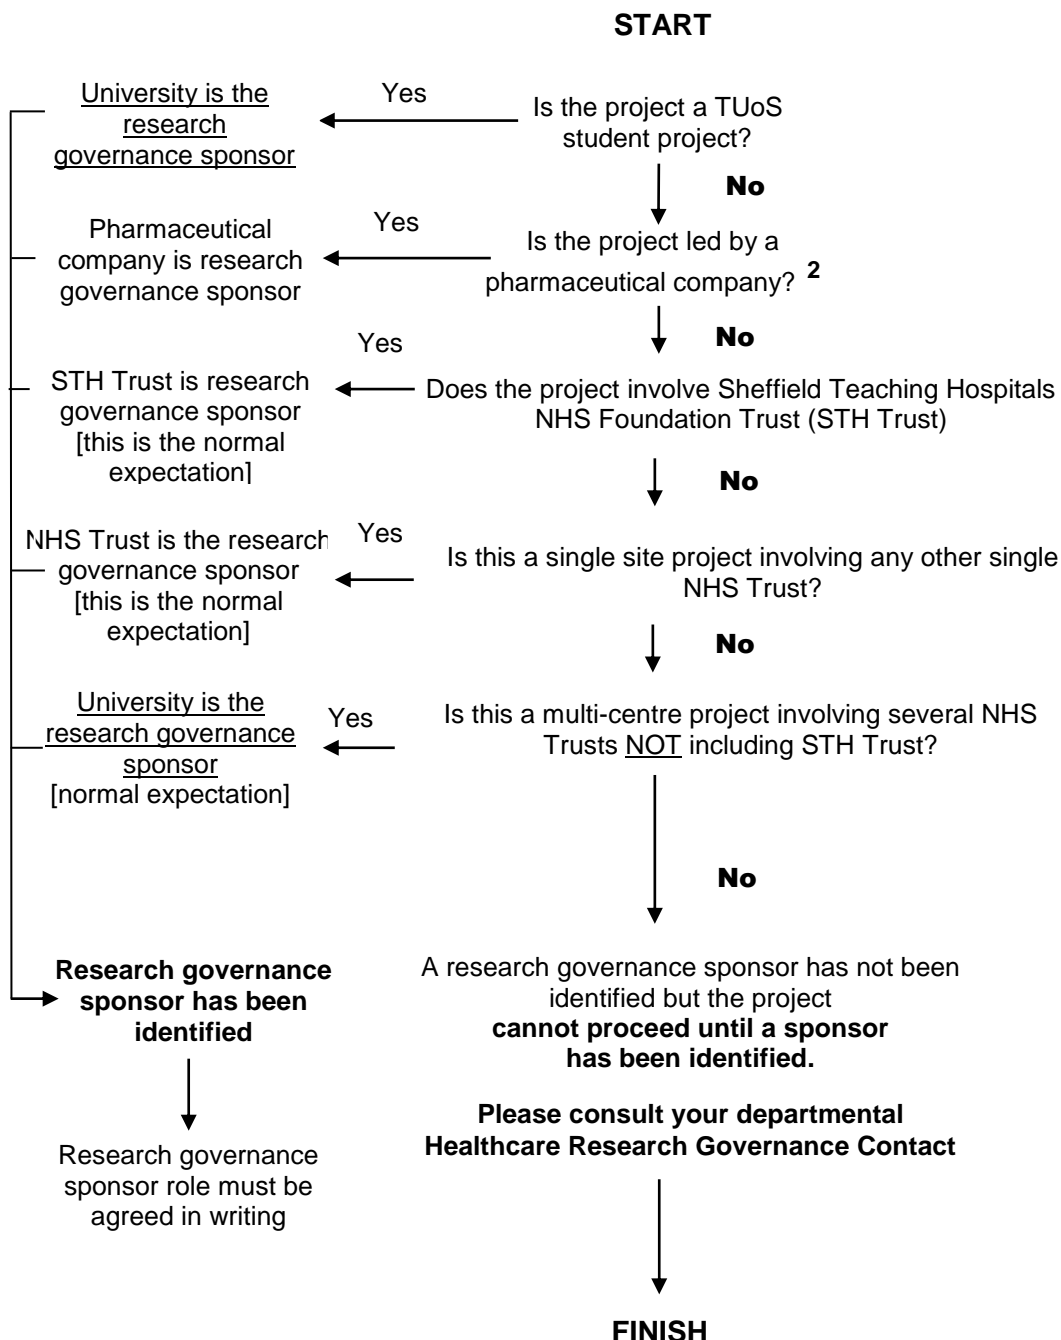 START
University is the
research
governance sponsor
Yes
Is the project a TUoS
student project?
No
Pharmaceutical
company is research
governance sponsor
Yes
Is the project led by a
pharmaceutical company? 2
No
STH Trust is research
governance sponsor
[this is the normal
expectation]
Yes
Does the project involve Sheffield Teaching Hospitals
NHS Foundation Trust (STH Trust)
No
NHS Trust is the research
governance sponsor
[this is the normal
expectation]
Yes
Is this a single site project involving any other single
NHS Trust?
No
University is the
research governance
sponsor
[normal expectation]
Yes
Is this a multi-centre project involving several NHS
Trusts NOT including STH Trust?
No
Research governance
sponsor has been
identified
A research governance sponsor has not been
identified but the project
cannot proceed until a sponsor
has been identified.
Please consult your departmental
Healthcare Research Governance Contact
Research governance
sponsor role must be
agreed in writing
FINISH